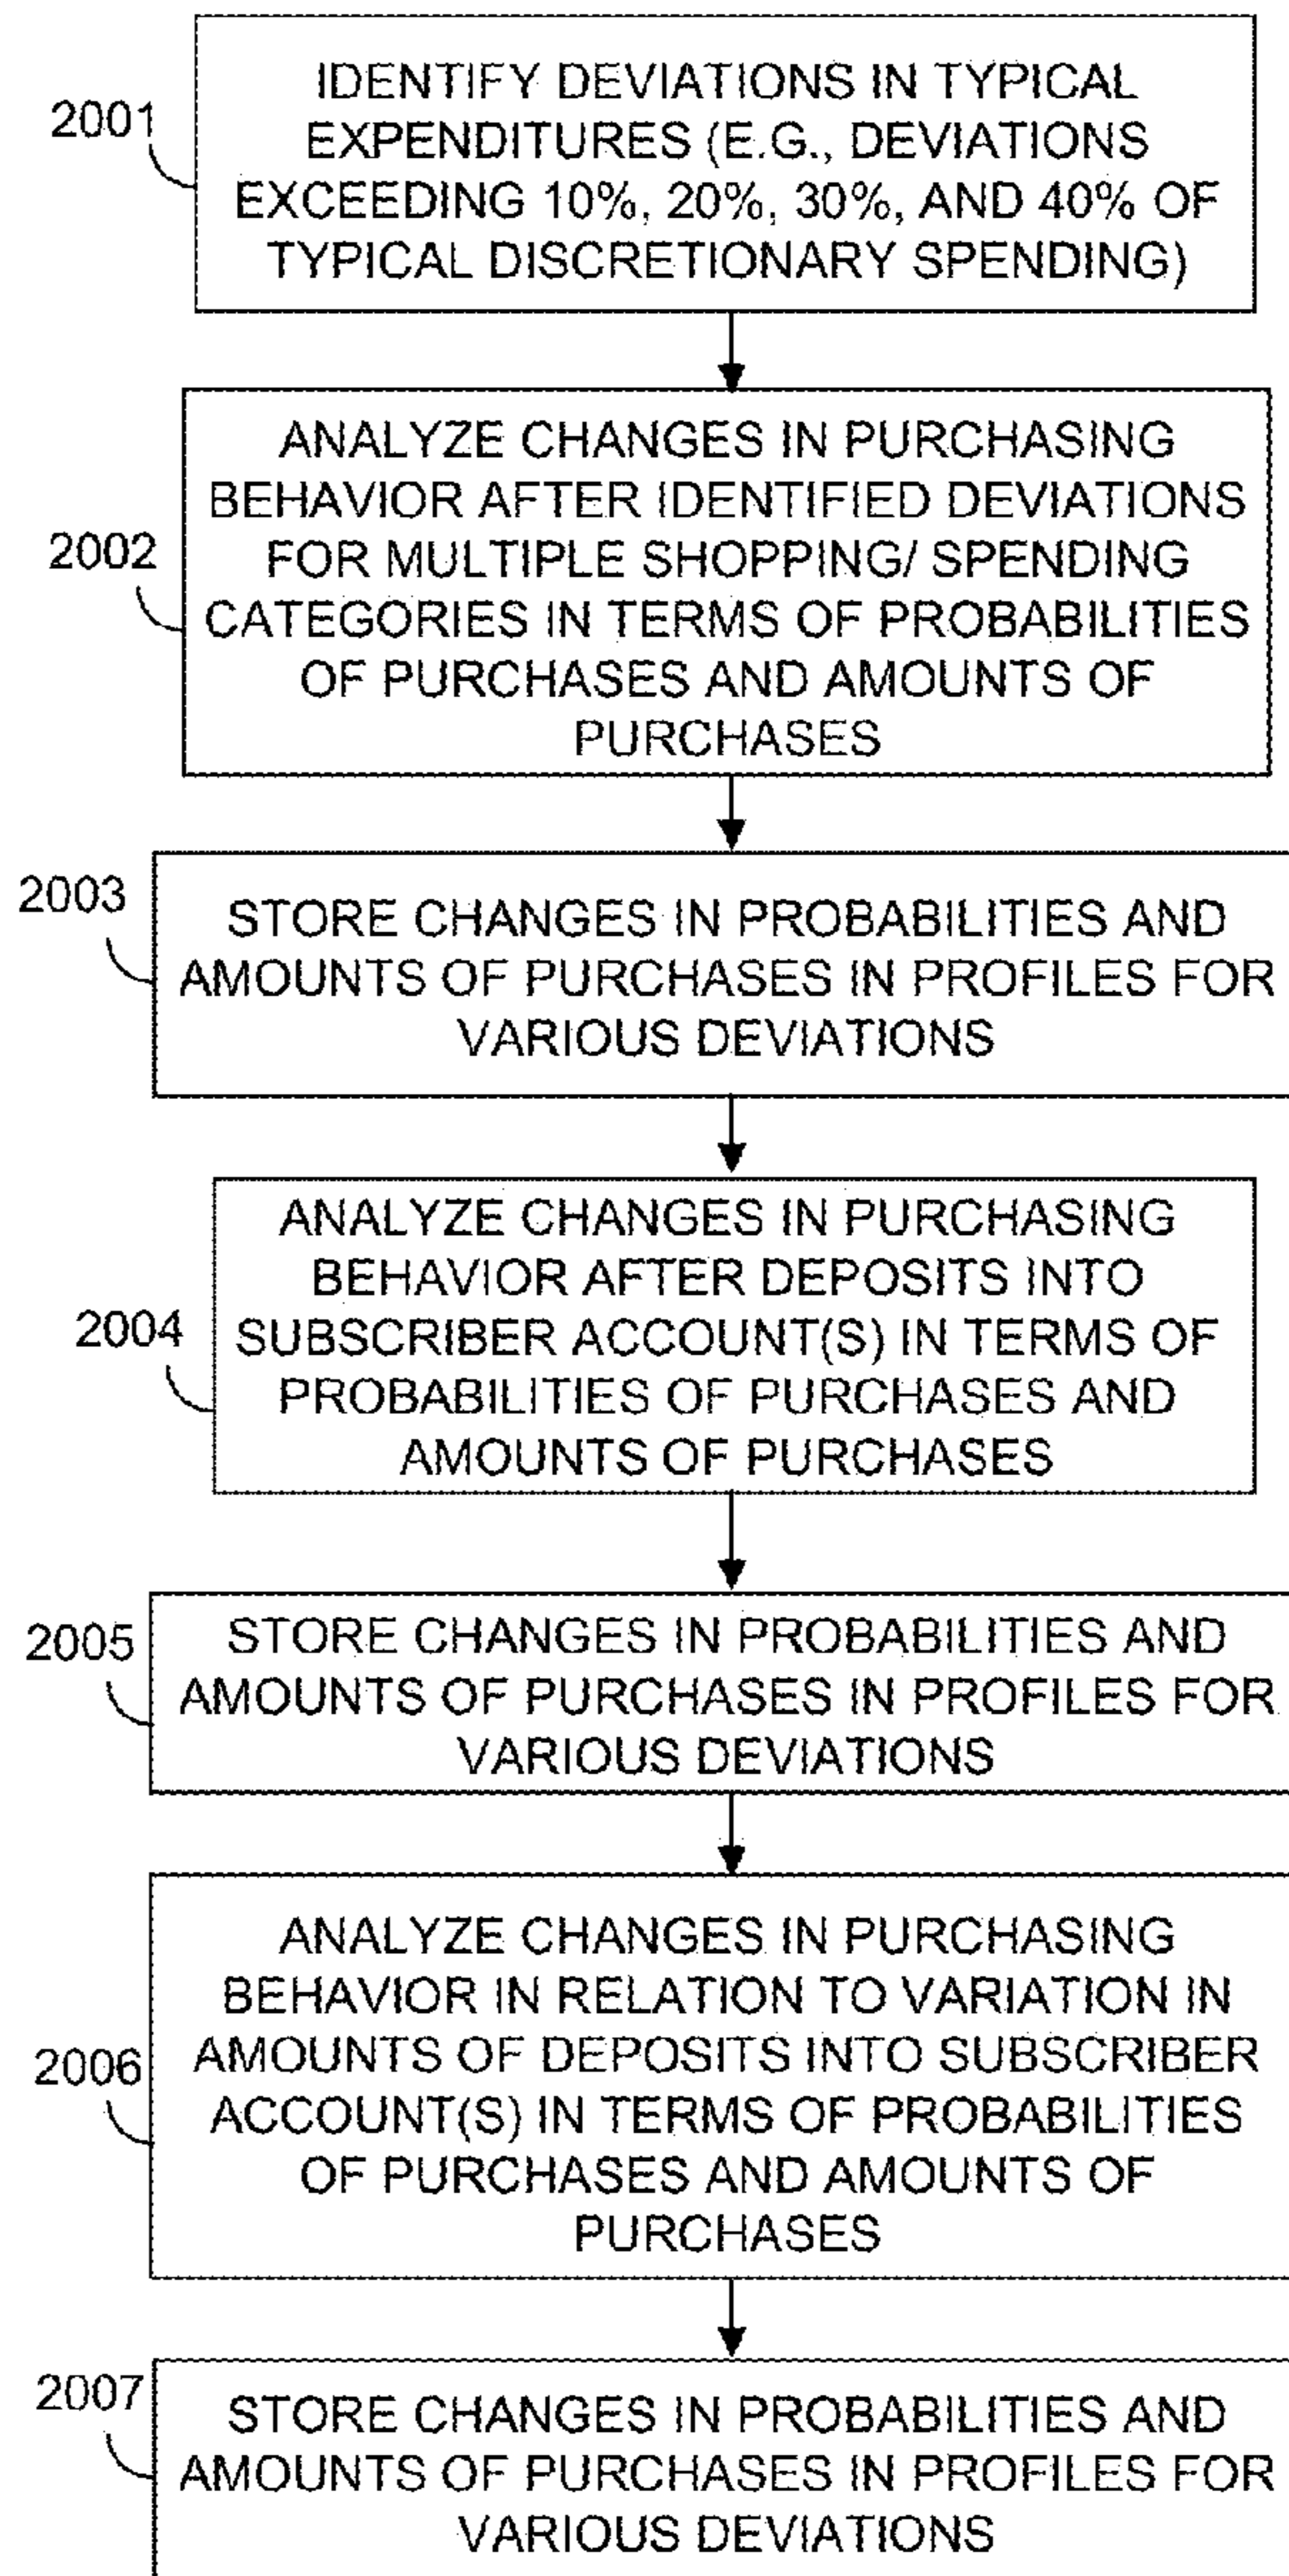 2001
IDENTIFY DEVIATIONS IN TYPICAL
EXPENDITURES (E.G., DEVIATIONS
EXCEEDING 10%, 20%, 30%, AND 40% OF
TYPICAL DISCRETIONARY SPENDING)
2002
ANALYZE CHANGES IN PURCHASING
BEHAVIOR AFTER IDENTIFIED DEVIATIONS
FOR MULTIPLE SHOPPING/ SPENDING
CATEGORIES IN TERMS OF PROBABILITIES
OF PURCHASES AND AMOUNTS OF
PURCHASES
2003
STORE CHANGES IN PROBABILITIES AND
AMOUNTS OF PURCHASES IN PROFILES FOR
VARIOUS DEVIATIONS
2004
ANALYZE CHANGES IN PURCHASING
BEHAVIOR AFTER DEPOSITS INTO
SUBSCRIBER ACCOUNT(S) IN TERMS OF
PROBABILITIES OF PURCHASES AND
AMOUNTS OF PURCHASES
2005
STORE CHANGES IN PROBABILITIES AND
AMOUNTS OF PURCHASES IN PROFILES FOR
VARIOUS DEVIATIONS
2006
ANALYZE CHANGES IN PURCHASING
BEHAVIOR IN RELATION TO VARIATION IN
AMOUNTS OF DEPOSITS INTO SUBSCRIBER
ACCOUNT(S) IN TERMS OF PROBABILITIES
OF PURCHASES AND AMOUNTS OF
PURCHASES
2007
STORE CHANGES IN PROBABILITIES AND
AMOUNTS OF PURCHASES IN PROFILES FOR
VARIOUS DEVIATIONS